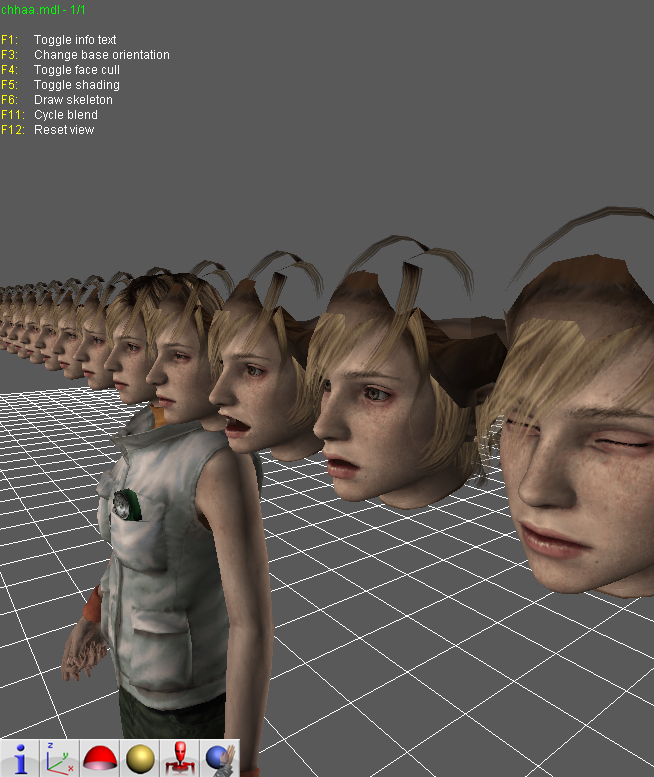 chhaa.mdl - 1/1
F1: Toggle info text
F3: Change base orientation
F4: Toggle face cull
F5: Toggle shading
F6: Draw skeleton
F11: Cycle blend
F12: Reset view
i z y x